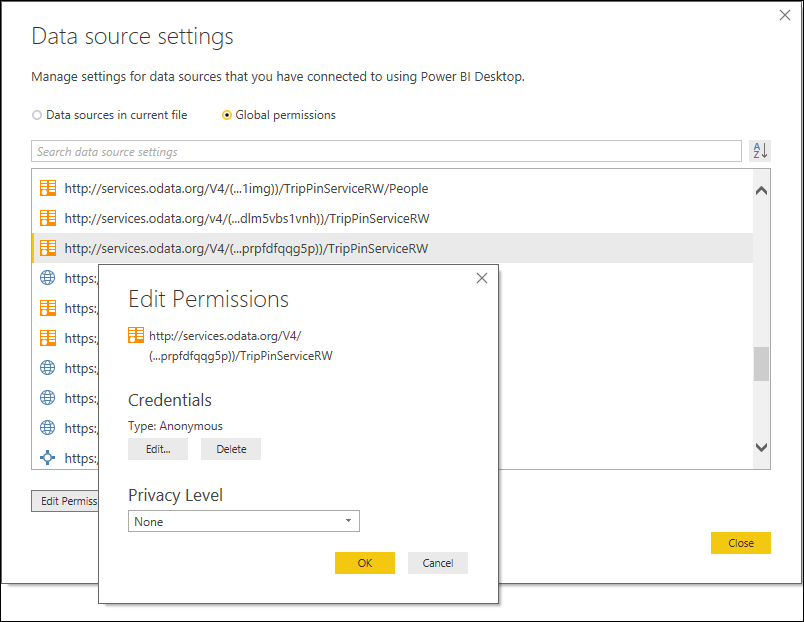 Data source settings
Manage settings for data sources that you have connected to using Power BI Desktop.
Data sources in current file
Global permissions
Search data source settings
A
Z
http://services.odata.org/V4/(...1img))/TripPinServiceRW/People
http://services.odata.org/v4/(...dlm5vbs1vnh))/TripPinServiceRW
http://services.odata.org/V4/(...prpfdfqqg5p))/TripPinServiceRW
https:
https:
https:
https:
https:
https:
https:
Edit Permiss
Close
Edit Permissions
http://services.odata.org/V4/
(...prpfdfqqg5p))/TripPinServiceRW
Credentials
Type: Anonymous
Edit...
Delete
Privacy Level
None
OK
Cancel